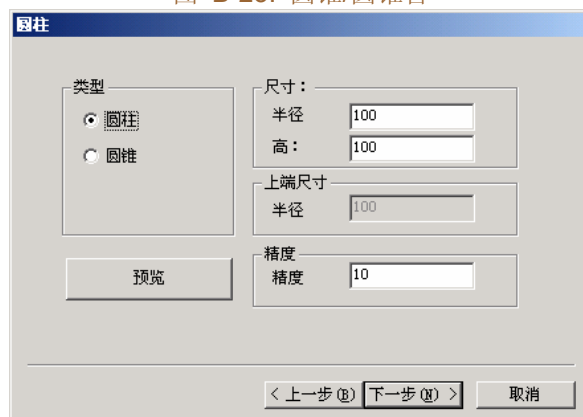 圆柱
类型
圆柱
圆锥
预览
尺寸：
半径 100
高： 100
上端尺寸
半径 100
精度
精度 10
< 上一步(B) 下一步(N) > 取消